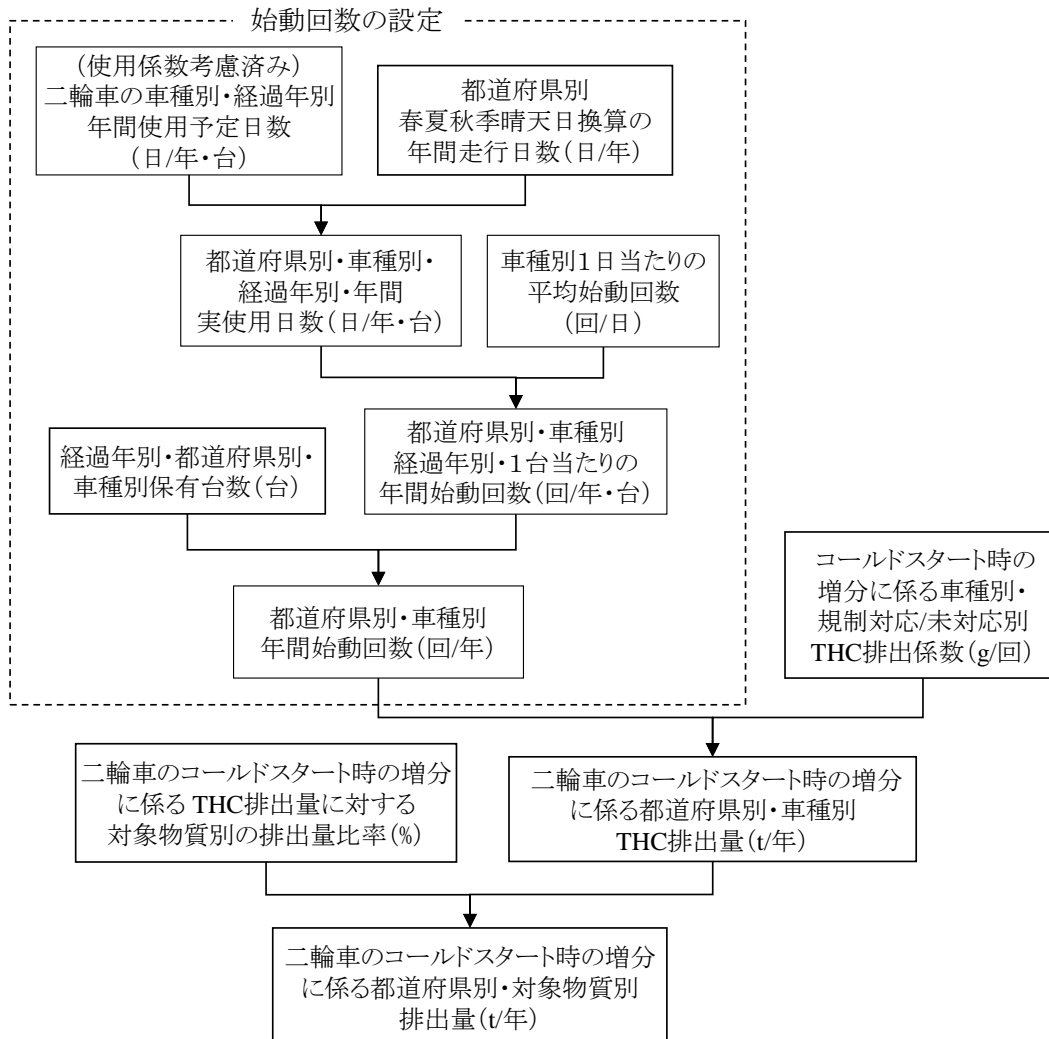 始動回数の設定
(使用係数考慮済み)
二輪車の車種別・経過年別
年間使用予定日数
(日/年・台)
都道府県別
春夏秋季晴天日換算の
年間走行日数(日/年)
都道府県別・車種別・
経過年別・年間
実使用日数(日/年・台)
車種別1日当たりの
平均始動回数
(回/日)
経過年別・都道府県別・
車種別保有台数(台)
都道府県別・車種別
経過年別・1台当たりの
年間始動回数(回/年・台)
都道府県別・車種別
年間始動回数(回/年)
コールドスタート時の
増分に係る車種別・
規制対応/未対応別
THC排出係数(g/回)
二輪車のコールドスタート時の増分
に係るTHC排出量に対する
対象物質別の排出量比率(%)
二輪車のコールドスタート時の増分
に係る都道府県別・車種別
THC排出量(t/年)
二輪車のコールドスタート時の増分
に係る都道府県別・対象物質別
排出量(t/年)